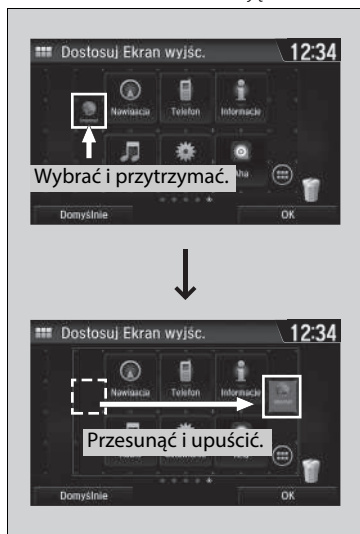 Dostosuj Ekran wyjśc. 12:34
Nawigacja Telefon Informacje
Wybrać i przytrzymać. Aha
Domyślnie OK
Dostosuj Ekran wyjśc. 12:34
Nawigacja Telefon Informacje
Przesunąć i upuścić.
Domyślnie OK